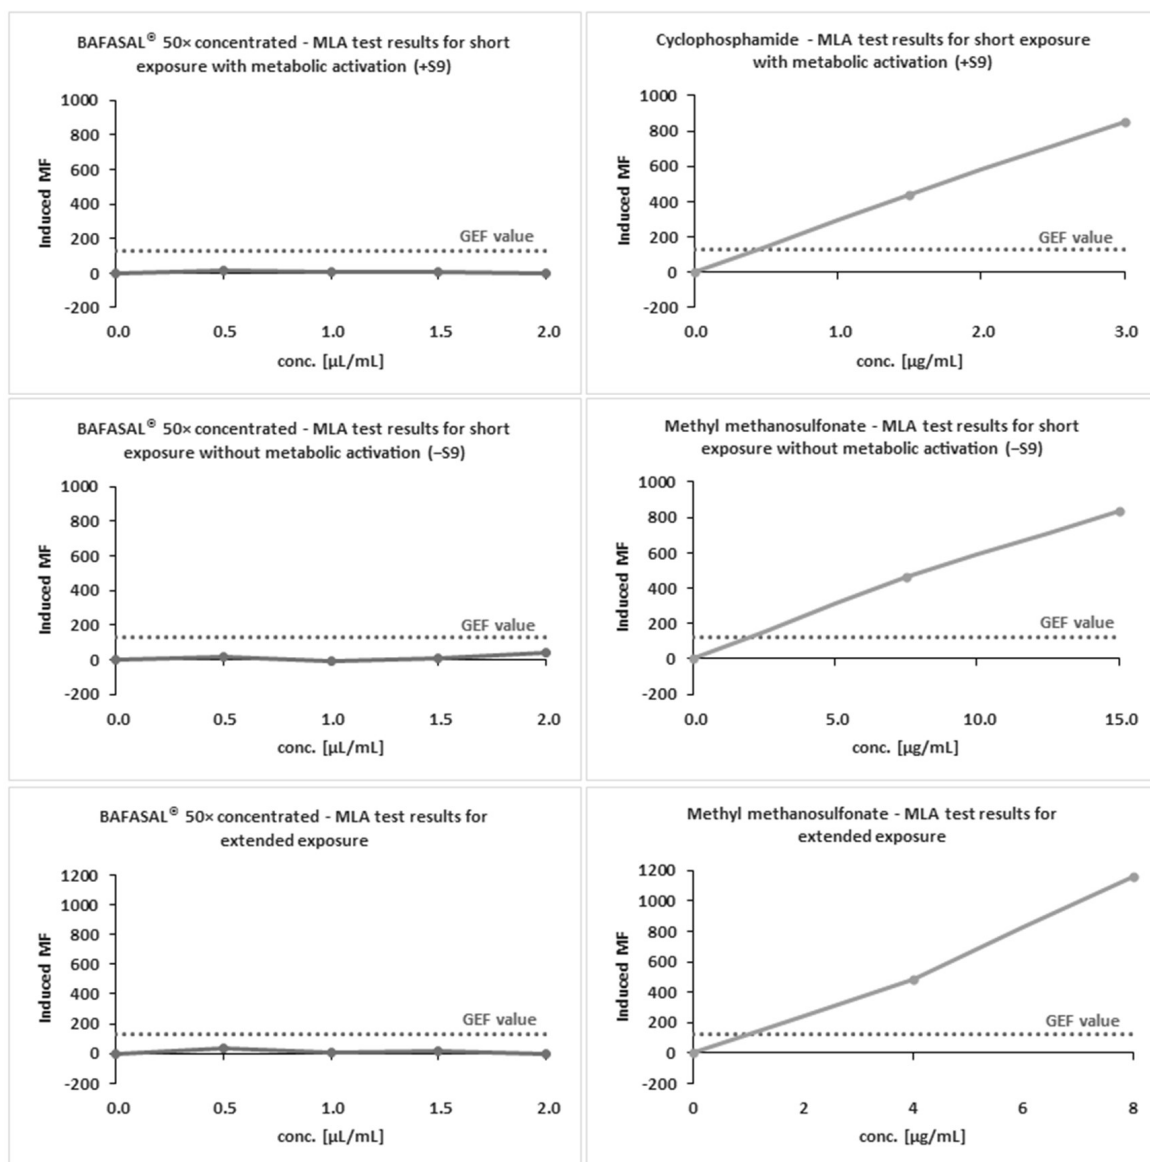 BAFASAL® 50× concentrated - MLA test results for short
exposure with metabolic activation (+S9)
1000
800
600
400
200
0
-200
Induced MF
GEF value
0.0 0.5 1.0 1.5 2.0
conc. [µL/mL]
Cyclophosphamide - MLA test results for short exposure
with metabolic activation (+S9)
1000
800
600
400
200
0
-200
Induced MF
GEF value
0.0 1.0 2.0 3.0
conc. [µg/mL]
BAFASAL® 50× concentrated - MLA test results for short
exposure without metabolic activation (–S9)
1000
800
600
400
200
0
-200
Induced MF
GEF value
0.0 0.5 1.0 1.5 2.0
conc. [µL/mL]
Methyl methanosulfonate - MLA test results for short
exposure without metabolic activation (–S9)
1000
800
600
400
200
0
-200
Induced MF
GEF value
0.0 5.0 10.0 15.0
conc. [µg/mL]
BAFASAL® 50× concentrated - MLA test results for
extended exposure
1200
1000
800
600
400
200
0
-200
Induced MF
GEF value
0.0 0.5 1.0 1.5 2.0
conc. [µL/mL]
Methyl methanosulfonate - MLA test results for
extended exposure
1200
1000
800
600
400
200
0
-200
Induced MF
GEF value
0 2 4 6 8
conc. [µg/mL]